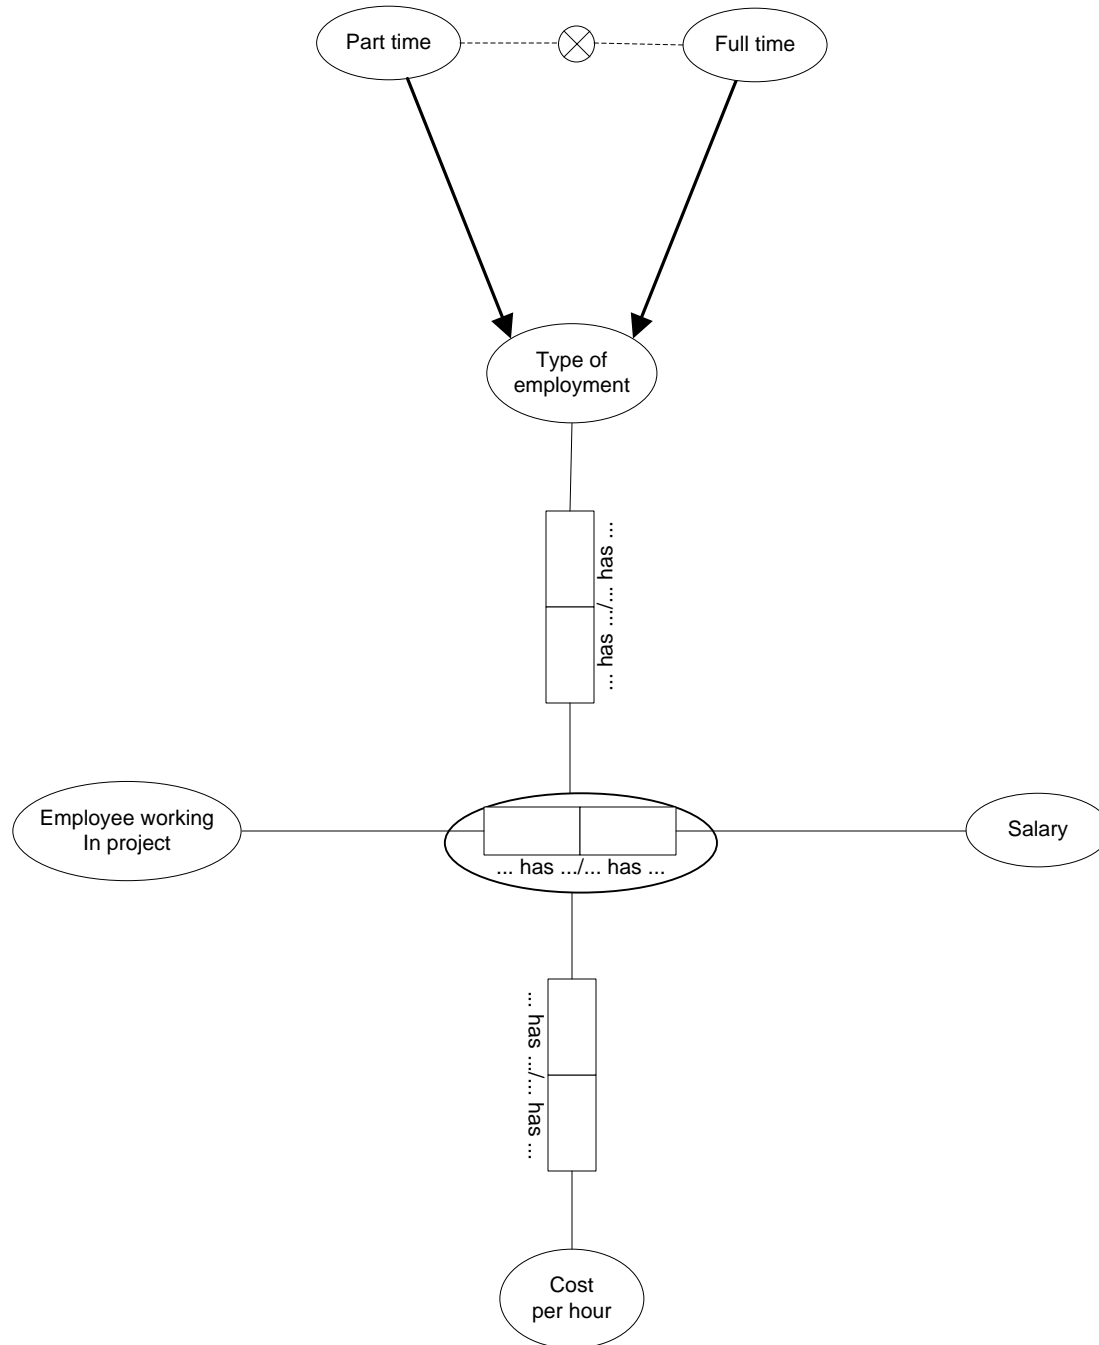 Part time
Full time
Type of
employment
... has .../... has ...
Employee working
In project
... has .../... has ...
Salary
... has .../... has ...
Cost
per hour